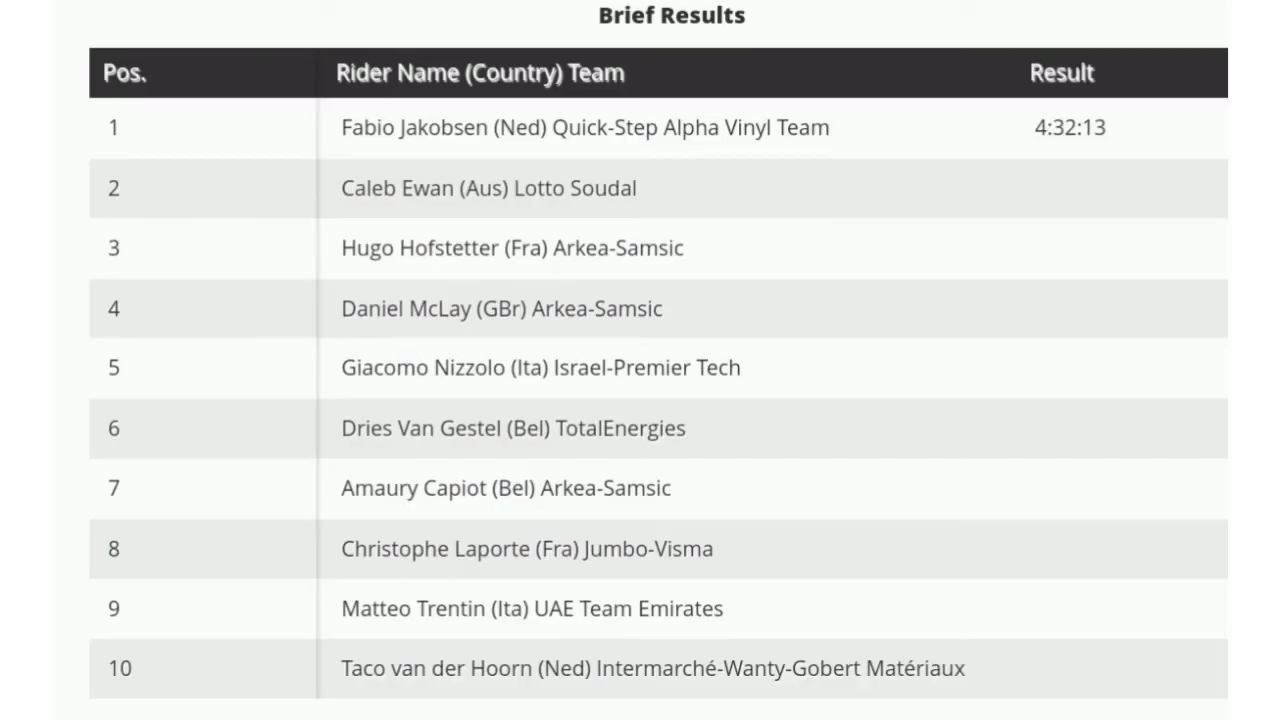 Brief Results
Pos. Rider Name (Country) Team Result
1 Fabio Jakobsen (Ned) Quick-Step Alpha Vinyl Team 4:32:13
2 Caleb Ewan (Aus) Lotto Soudal
3 Hugo Hofstetter (Fra) Arkea-Samsic
4 Daniel McLay (GBr) Arkea-Samsic
5 Giacomo Nizzolo (Ita) Israel-Premier Tech
6 Dries Van Gestel (Bel) TotalEnergies
7 Amaury Capiot (Bel) Arkea-Samsic
8 Christophe Laporte (Fra) Jumbo-Visma
9 Matteo Trentin (Ita) UAE Team Emirates
10 Taco van der Hoorn (Ned) Intermarché-Wanty-Gobert Matériaux